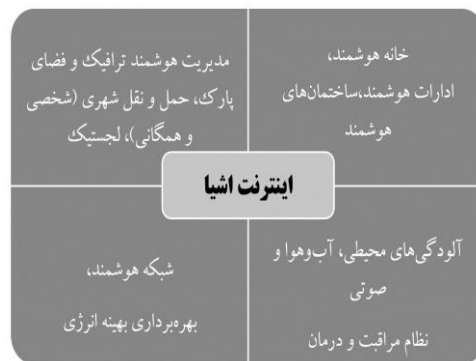 خانه هوشمند،
ادارات هوشمند،ساختمان‌های
هوشمند
مدیریت هوشمند ترافیک و فضای
پارک، حمل و نقل شهری (شخصی
و همگانی)، لجستیک
اینترنت اشیا
آلودگی‌های محیطی، آب‌وهوا و
صوتی
نظام مراقبت و درمان
شبکه هوشمند،
بهره‌برداری بهینه انرژی